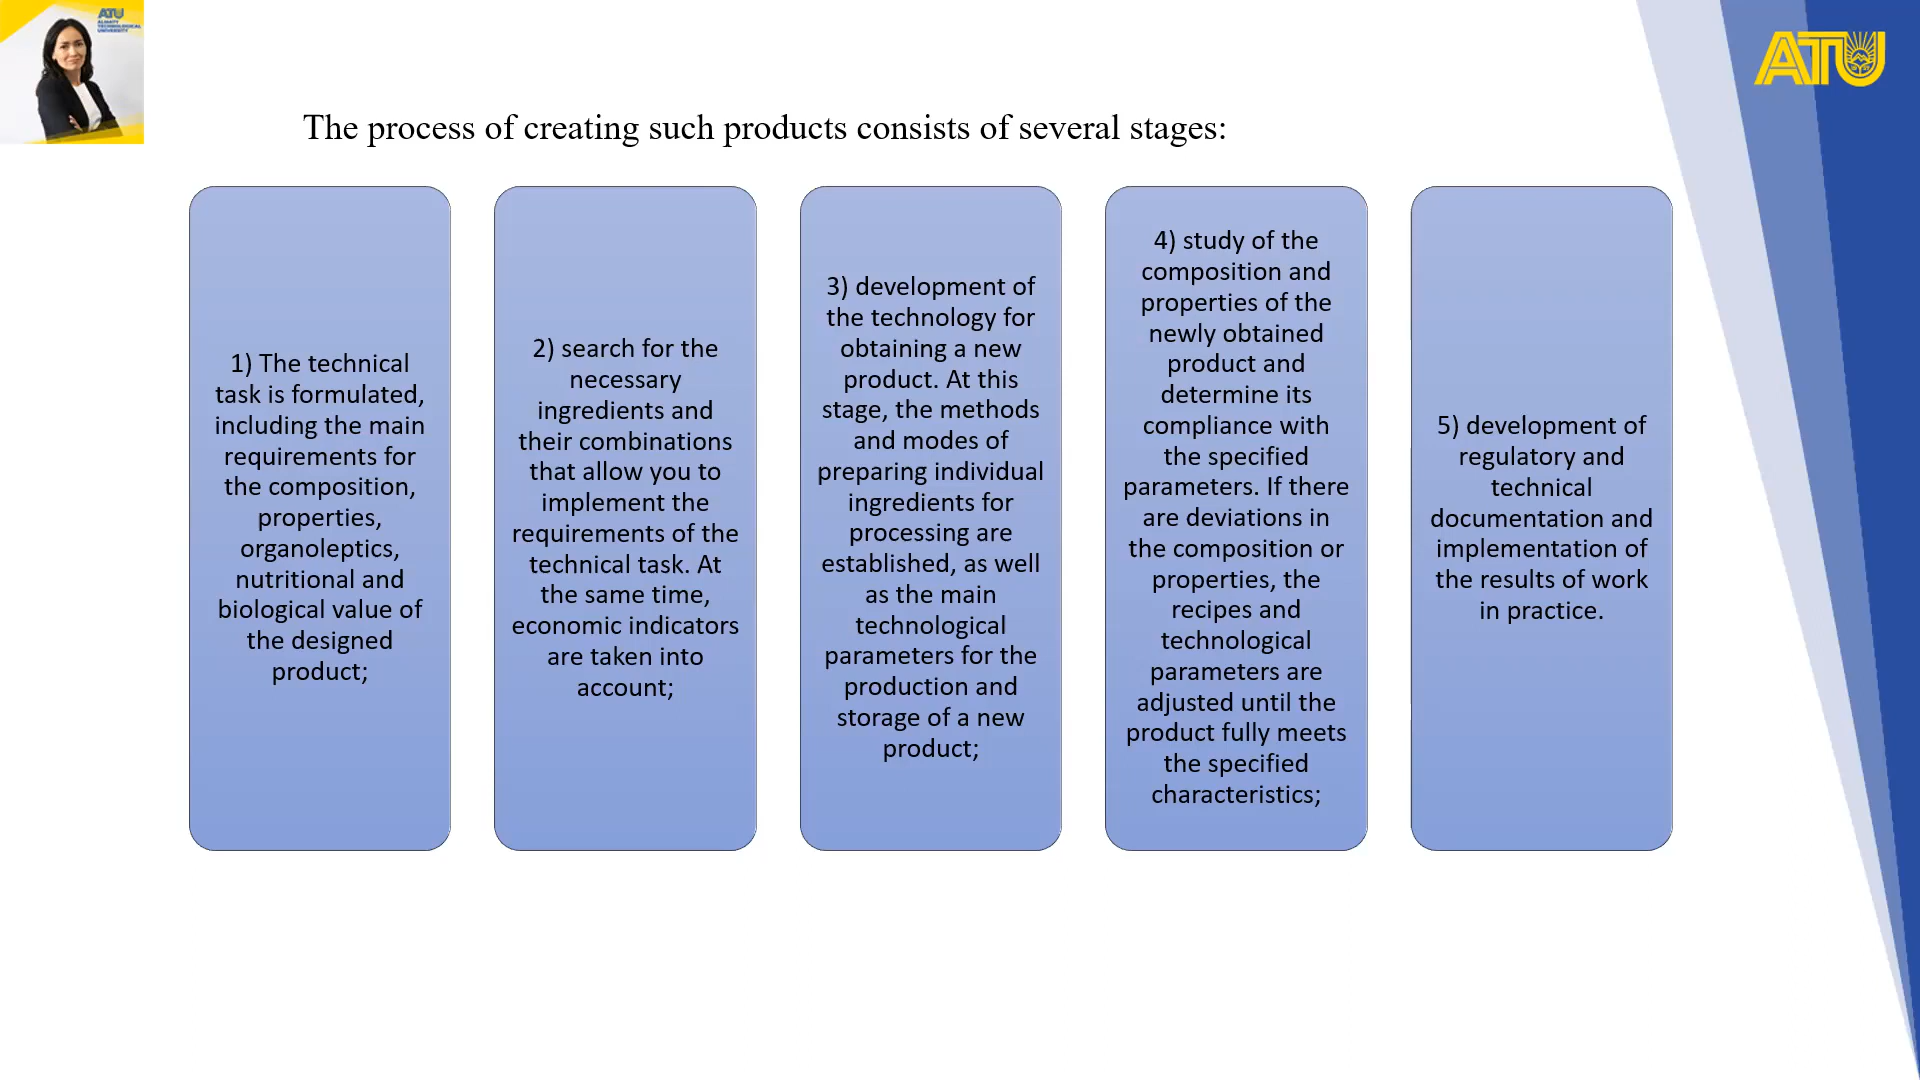 ATU
ALMATY
TECHNOLOGICAL
UNIVERSITY
ATU
The process of creating such products consists of several stages:
1) The technical
task is formulated,
including the main
requirements for
the composition,
properties,
organoleptics,
nutritional and
biological value of
the designed
product;
2) search for the
necessary
ingredients and
their combinations
that allow you to
implement the
requirements of the
technical task. At
the same time,
economic indicators
are taken into
account;
3) development of
the technology for
obtaining a new
product. At this
stage, the methods
and modes of
preparing individual
ingredients for
processing are
established, as well
as the main
technological
parameters for the
production and
storage of a new
product;
4) study of the
composition and
properties of the
newly obtained
product and
determine its
compliance with
the specified
parameters. If there
are deviations in
the composition or
properties, the
recipes and
technological
parameters are
adjusted until the
product fully meets
the specified
characteristics;
5) development of
regulatory and
technical
documentation and
implementation of
the results of work
in practice.